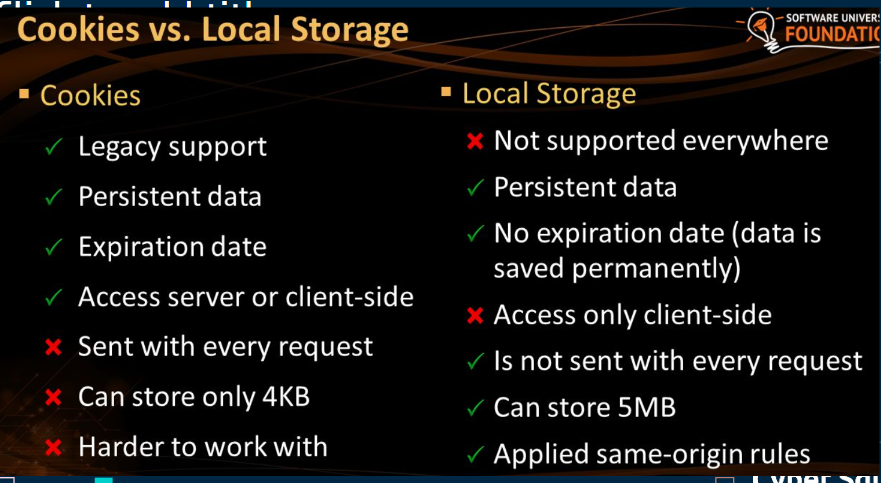 Cookies vs. Local Storage
SOFTWARE UNIVER
FOUNDATI
Cookies
Legacy support
Persistent data
Expiration date
Access server or client-side
Sent with every request
Can store only 4KB
Harder to work with
Local Storage
Not supported everywhere
Persistent data
No expiration date (data is
saved permanently)
Access only client-side
Is not sent with every request
Can store 5MB
Applied same-origin rules